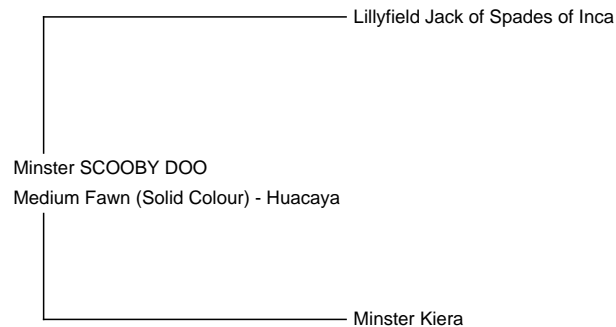 Lillyfield Jack of Spades of Inca
Minster SCOOBY DOO
Medium Fawn (Solid Colour) - Huacaya
Minster Kiera